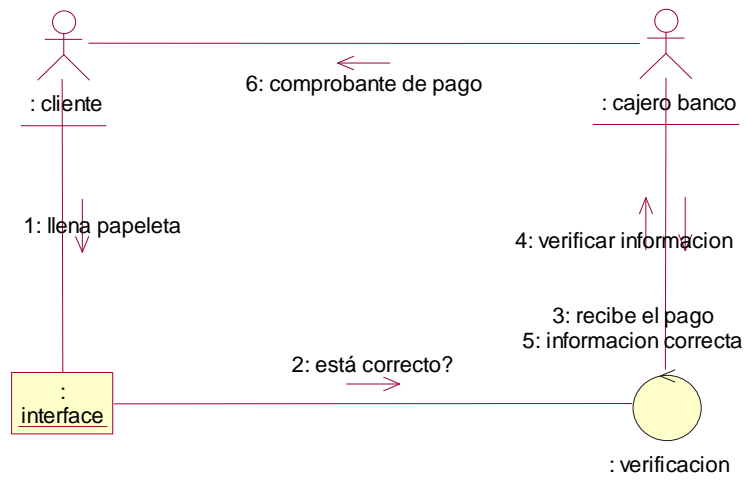 : cliente
: cajero banco
6: comprobante de pago
1: llena papeleta
4: verificar informacion
3: recibe el pago
5: informacion correcta
2: está correcto?
:
interface
: verificacion